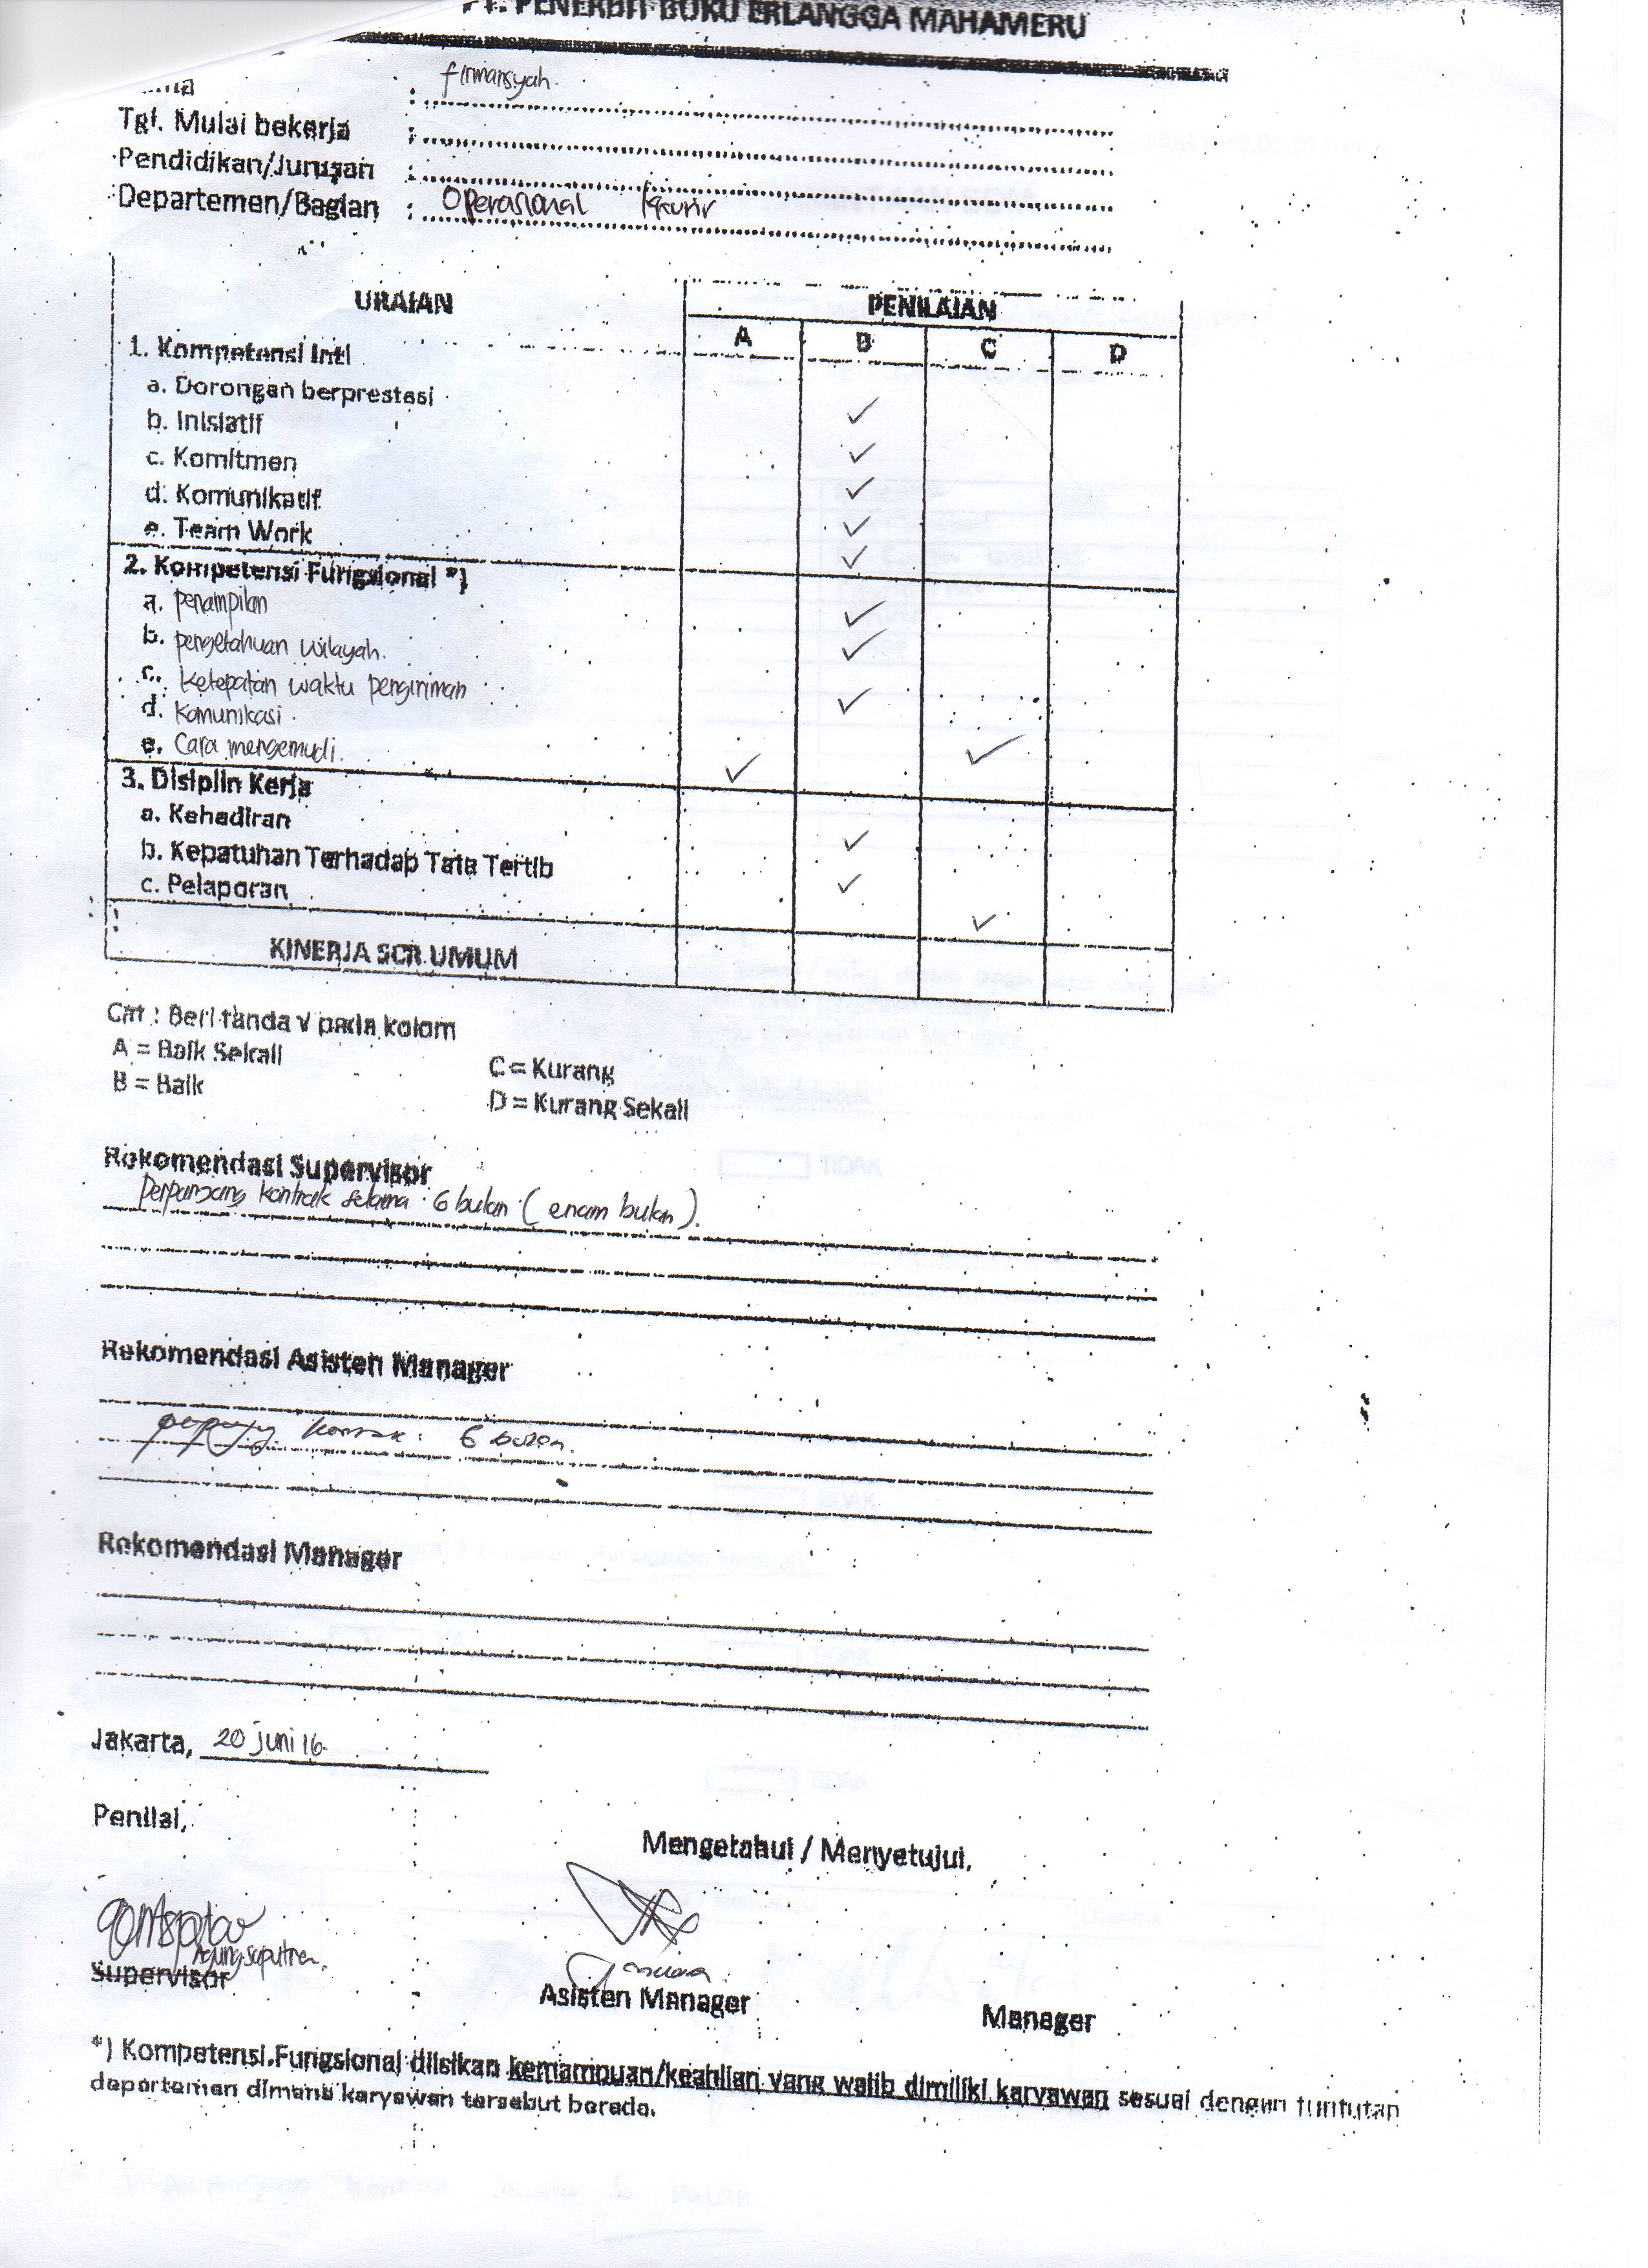 PT. PENERBIT BUKU ERLANGGA MAHAMERU
: firmansyah
Tgl. Mulai bekerja :
Pendidikan/Jurusan :
Departemen/Bagian : Operasional kurir
URAIAN PENILAIAN
A B C D
1. Kompetensi Inti
a. Dorongan berprestasi ✓
b. Inisiatif ✓
c. Komitmen ✓
d. Komunikatif ✓
e. Team Work ✓
2. Kompetensi Fungsional *)
a. penampilan ✓
b. pengetahuan wilayah. ✓
c. Ketepatan waktu pengiriman ✓
d. Komunikasi ✓
e. Cara mengemudi. ✓
3. Disiplin Kerja
a. Kehadiran ✓
b. Kepatuhan Terhadap Tata Tertib ✓
c. Pelaporan ✓
KINERJA SCR UMUM
Cat : Beri tanda V pada kolom
A = Baik Sekali C = Kurang
B = Baik D = Kurang Sekali
Rekomendasi Supervisor
Perpanjang kontrak selama 6 bulan ( enam bulan ).
Rekomendasi Asisten Manager
kontrak : 6 bulan.
Rekomendasi Manager
Jakarta, 20 juni 16
Penilai, Mengetahui / Menyetujui,
Agung saputra.
Supervisor Asisten Manager Manager
*) Kompetensi Fungsional diisikan kemampuan/keahlian yang wajib dimiliki karyawan sesuai dengan tuntutan
departemen dimana karyawan tersebut berada.